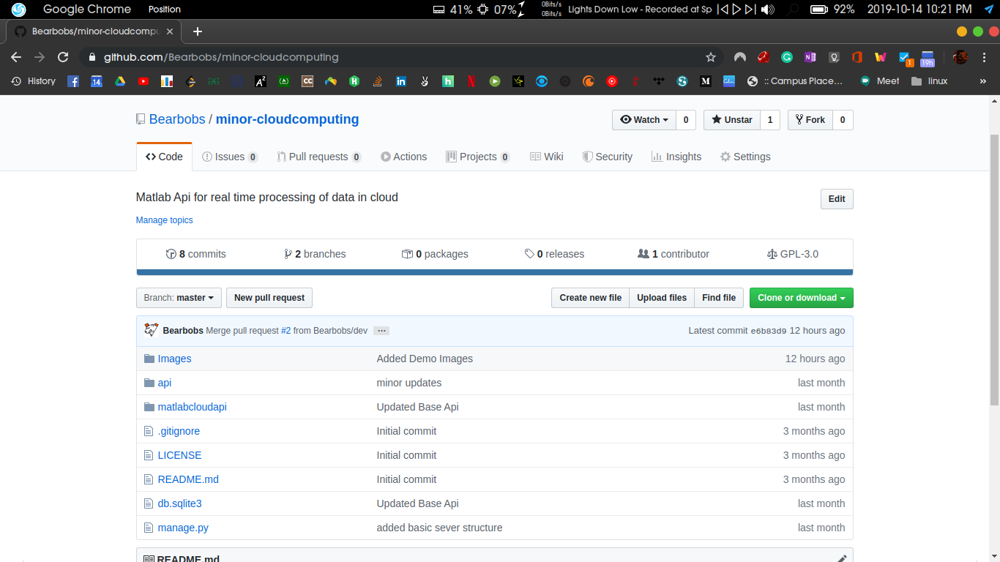 Google Chrome Position 41% 07% 0Bits/s 0Bits/s Lights Down Low - Recorded at Sp 92% 2019-10-14 10:21 PM
Bearbobs/minor-cloudcompu
github.com/Bearbobs/minor-cloudcomputing 1 19h
History 14 A² CC in h N M :: Campus Place... Meet linux »
Bearbobs / minor-cloudcomputing Watch 0 Unstar 1 Fork 0
Code Issues 0 Pull requests 0 Actions Projects 0 Wiki Security Insights Settings
Matlab Api for real time processing of data in cloud Edit
Manage topics
8 commits 2 branches 0 packages 0 releases 1 contributor GPL-3.0
Branch: master New pull request Create new file Upload files Find file Clone or download
Bearbobs Merge pull request #2 from Bearbobs/dev ... Latest commit e6b83d9 12 hours ago
Images Added Demo Images 12 hours ago
api minor updates last month
matlabcloudapi Updated Base Api last month
.gitignore Initial commit 3 months ago
LICENSE Initial commit 3 months ago
README.md Initial commit 3 months ago
db.sqlite3 Updated Base Api last month
manage.py added basic sever structure last month
README.md